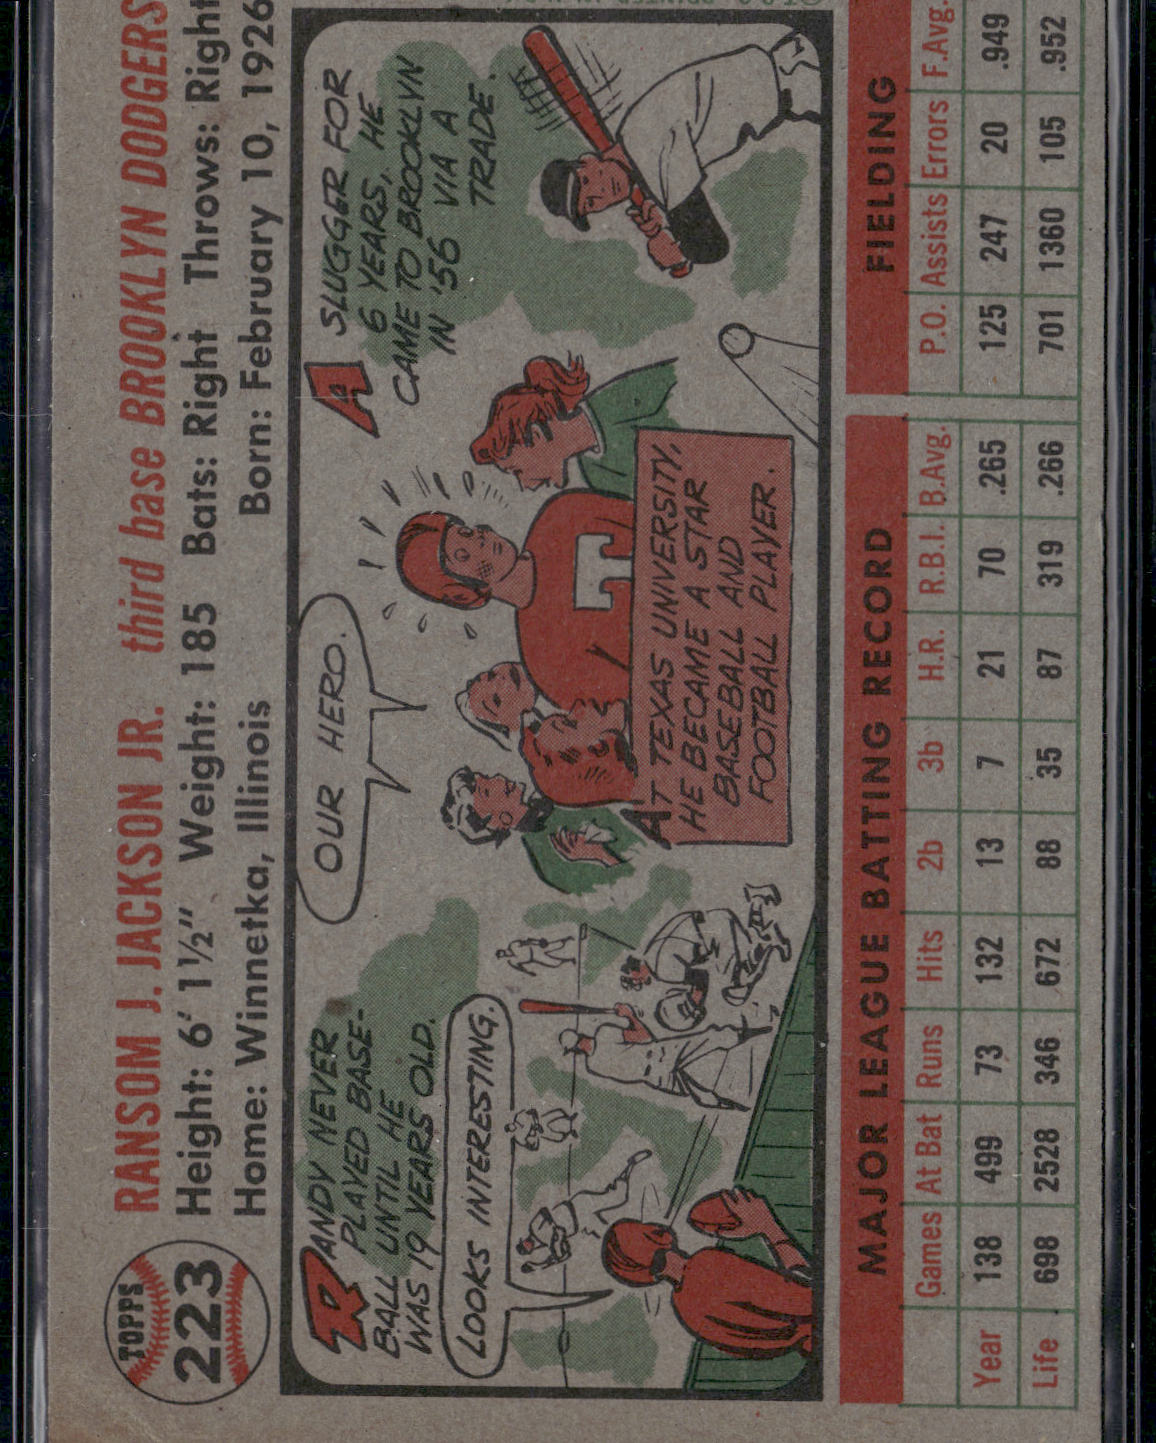 TOPPS
223
RANSOM J. JACKSON JR. third base BROOKLYN DODGERS
Height: 6' 1½" Weight: 185 Bats: Right Throws: Right
Home: Winnetka, Illinois Born: February 10, 1926
RANDY NEVER
PLAYED BASE-
BALL UNTIL HE
WAS 19 YEARS OLD.
LOOKS INTERESTING.
OUR HERO.
T
AT TEXAS UNIVERSITY,
HE BECAME A STAR
BASEBALL AND
FOOTBALL PLAYER.
A SLUGGER FOR
6 YEARS, HE
CAME TO BROOKLYN
IN '56 VIA A
TRADE.
MAJOR LEAGUE BATTING RECORD FIELDING
Games At Bat Runs Hits 2b 3b H.R. R.B.I. B.Avg. P.O. Assists Errors F.Avg.
Year 138 499 73 132 13 7 21 70 .265 125 247 20 .949
Life 698 2528 346 672 88 35 87 319 .266 701 1360 105 .952